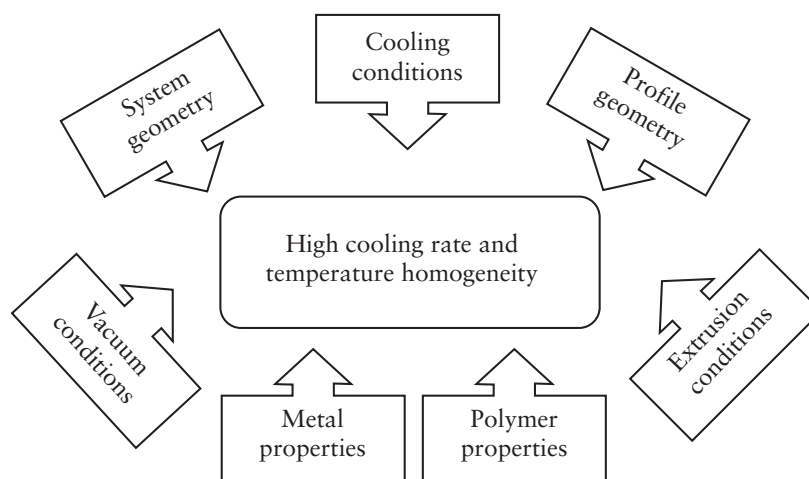 Cooling
conditions
System
geometry
Profile
geometry
High cooling rate and
temperature homogeneity
Vacuum
conditions
Extrusion
conditions
Metal
properties
Polymer
properties